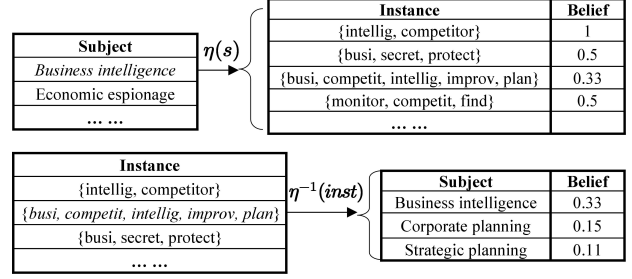 Subject
Business intelligence
Economic espionage
... ...
η(s)
Instance Belief
{intellig, competitor} 1
{busi, secret, protect} 0.5
{busi, competit, intellig, improv, plan} 0.33
{monitor, competit, find} 0.5
... ...
Instance
{intellig, competitor}
{busi, competit, intellig, improv, plan}
{busi, secret, protect}
... ...
η⁻¹(inst)
Subject Belief
Business intelligence 0.33
Corporate planning 0.15
Strategic planning 0.11